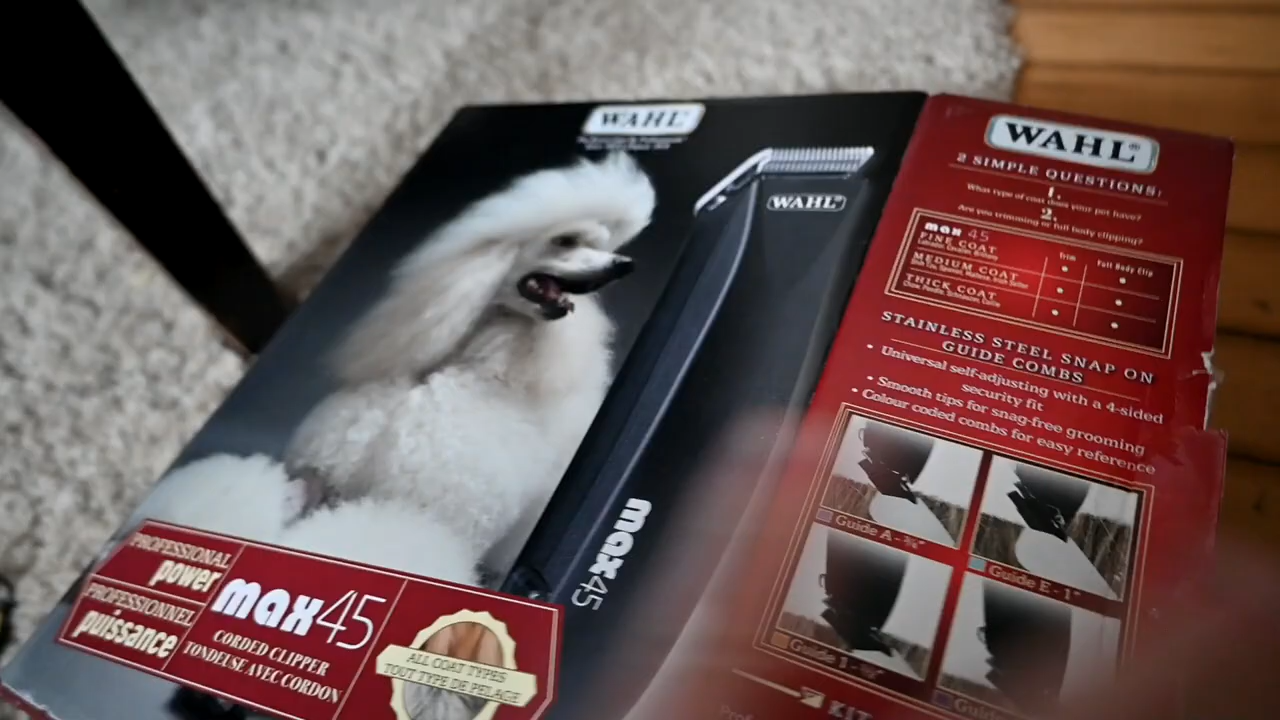 WAHL
WAHL
max45
PROFESSIONAL
power
PROFESSIONNEL
puissance
max45
CORDED CLIPPER
TONDEUSE AVEC CORDON
ALL COAT TYPES
TOUT TYPE DE PELAGE
WAHL®
2 SIMPLE QUESTIONS:
1.
What type of coat does your pet have?
2.
Are you trimming or full body clipping?
max 45
Trim Full Body Clip
FINE COAT
MEDIUM COAT
THICK COAT
STAINLESS STEEL SNAP ON
GUIDE COMBS
• Universal self-adjusting with a 4-sided
security fit
• Smooth tips for snag-free grooming
• Colour coded combs for easy reference
Guide A - ¾"
Guide E - 1"
Guide 1 -
Guide
KIT